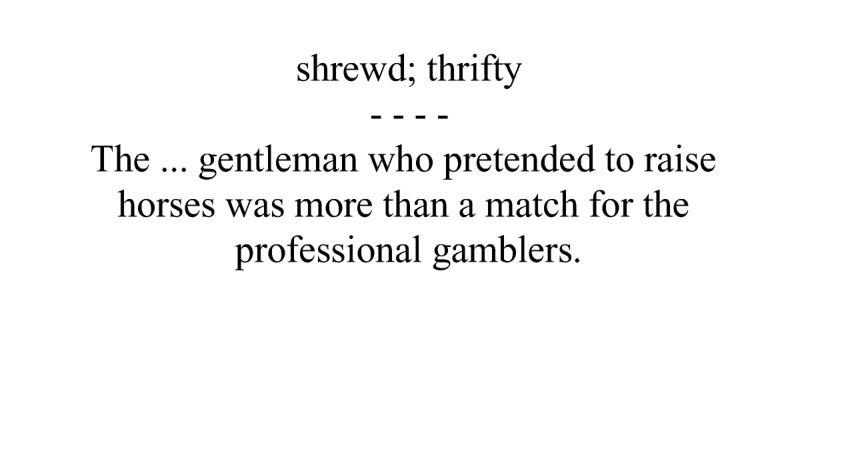 shrewd; thrifty
- - - -
The ... gentleman who pretended to raise
horses was more than a match for the
professional gamblers.